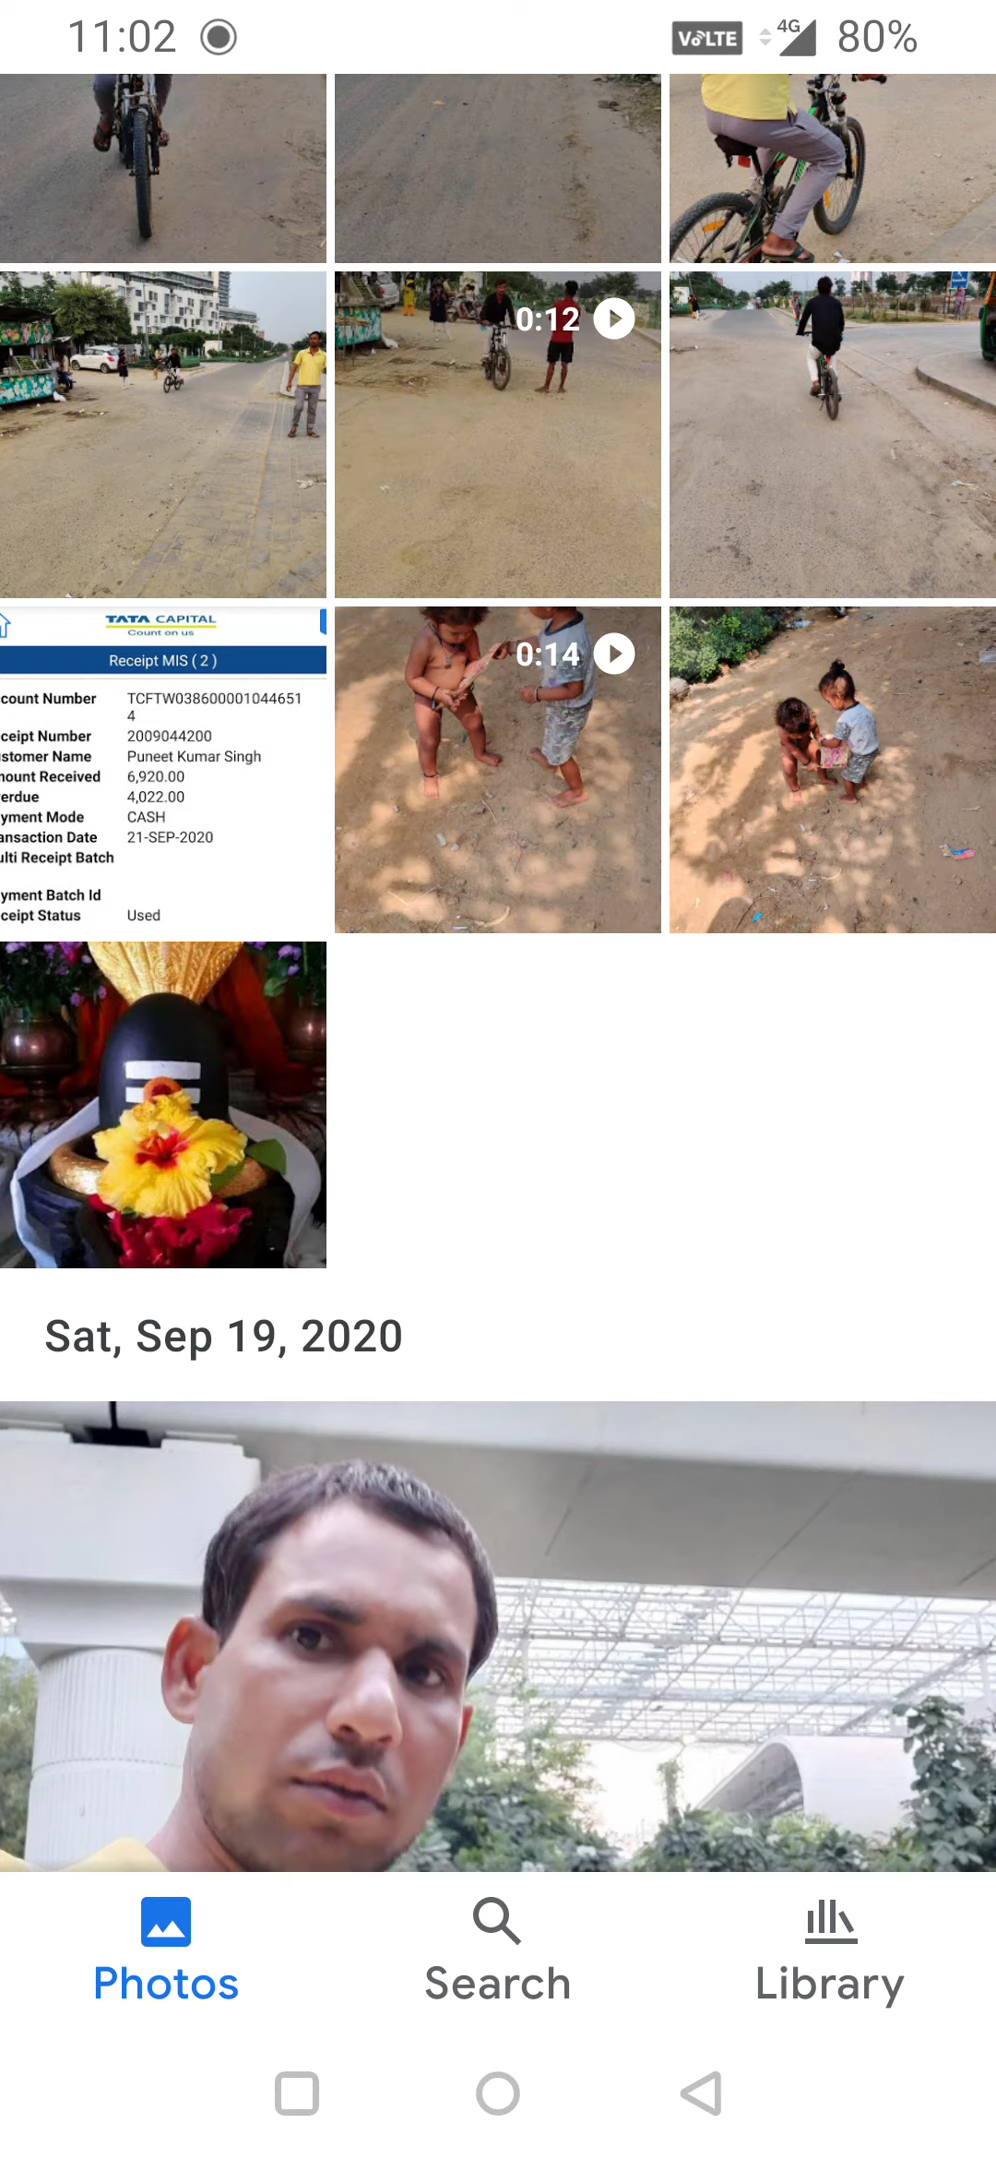 11:02
VoLTE 4G 80%
0:12
TATA CAPITAL
Count on us
Receipt MIS ( 2 )
count Number TCFTW038600001044651
4
ceipt Number 2009044200
stomer Name Puneet Kumar Singh
nount Received 6,920.00
erdue 4,022.00
yment Mode CASH
ansaction Date 21-SEP-2020
ulti Receipt Batch
yment Batch Id
ceipt Status Used
0:14
Sat, Sep 19, 2020
Photos
Search
Library